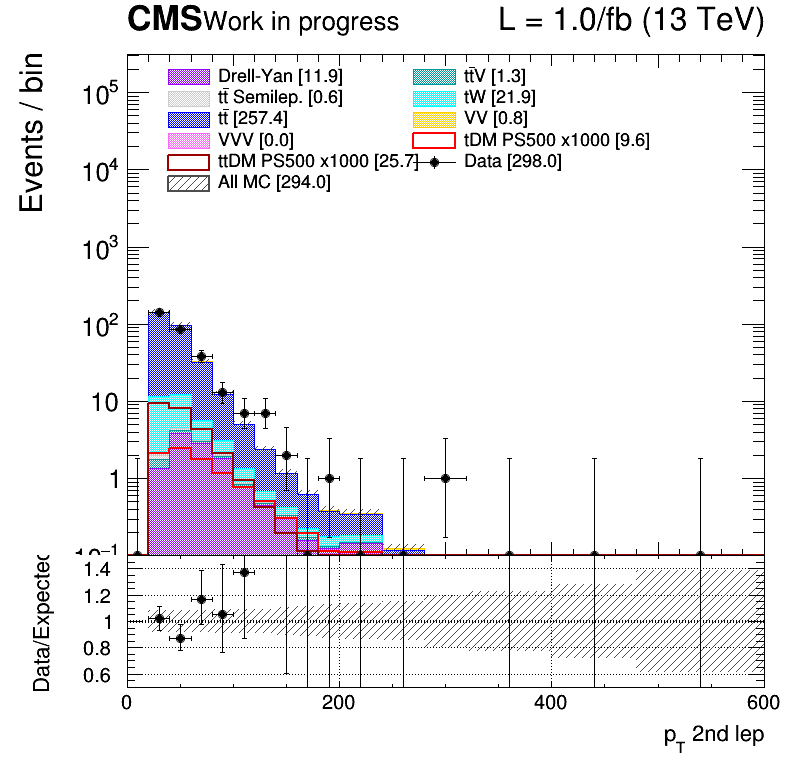 CMS Work in progress L = 1.0/fb (13 TeV)
Events / bin
Drell-Yan [11.9] tt̄V [1.3]
tt̄ Semilep. [0.6] tW [21.9]
tt̄ [257.4] VV [0.8]
VVV [0.0] tDM PS500 x1000 [9.6]
ttDM PS500 x1000 [25.7] Data [298.0]
All MC [294.0]
10⁵
10⁴
10³
10²
10
1
10⁻¹
Data/Expected
1.4
1.2
1
0.8
0.6
0 200 400 600
p_T 2nd lep